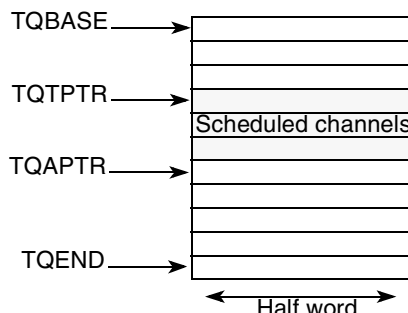 TQBASE
TQTPTR
Scheduled channels
TQAPTR
TQEND
Half word